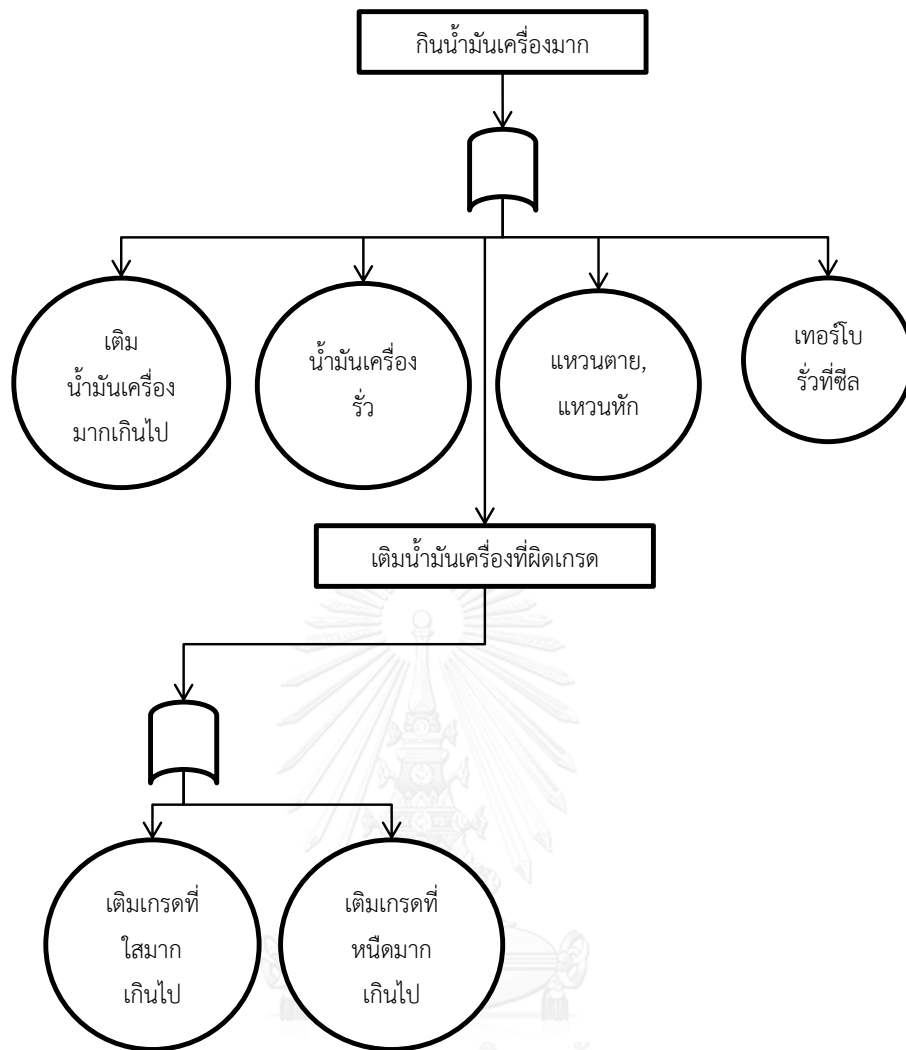 กินน้ำมันเครื่องมาก
เติม
น้ำมันเครื่อง
มากเกินไป
น้ำมันเครื่อง
รั่ว
แหวนตาย,
แหวนหัก
เทอร์โบ
รั่วที่ซีล
เติมน้ำมันเครื่องที่ผิดเกรด
เติมเกรดที่
ใสมาก
เกินไป
เติมเกรดที่
หนืดมาก
เกินไป